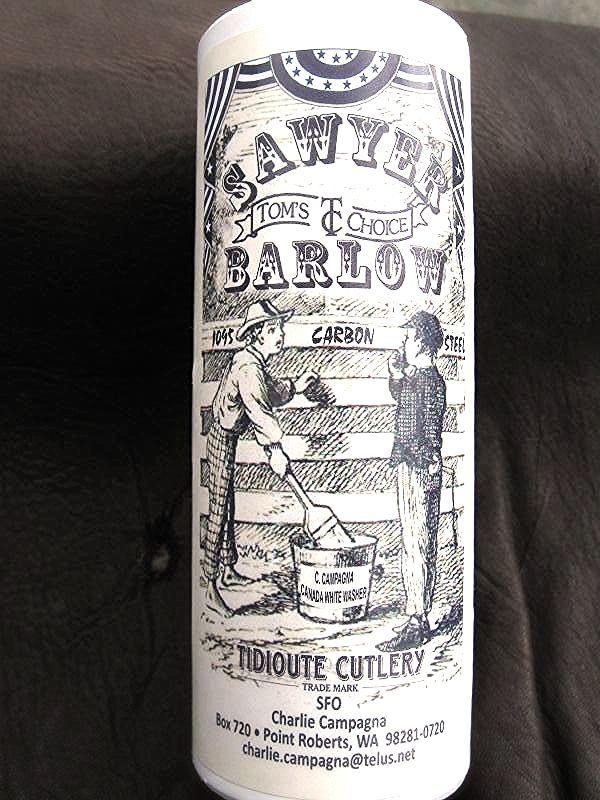 SAWYER
TOM'S TC CHOICE
BARLOW
1095 CARBON STEEL
C. CAMPAGNA
CANADA WHITE WASHER
TIDIOUTE CUTLERY
TRADE MARK
SFO
Charlie Campagna
Box 720 • Point Roberts, WA 98281-0720
charlie.campagna@telus.net